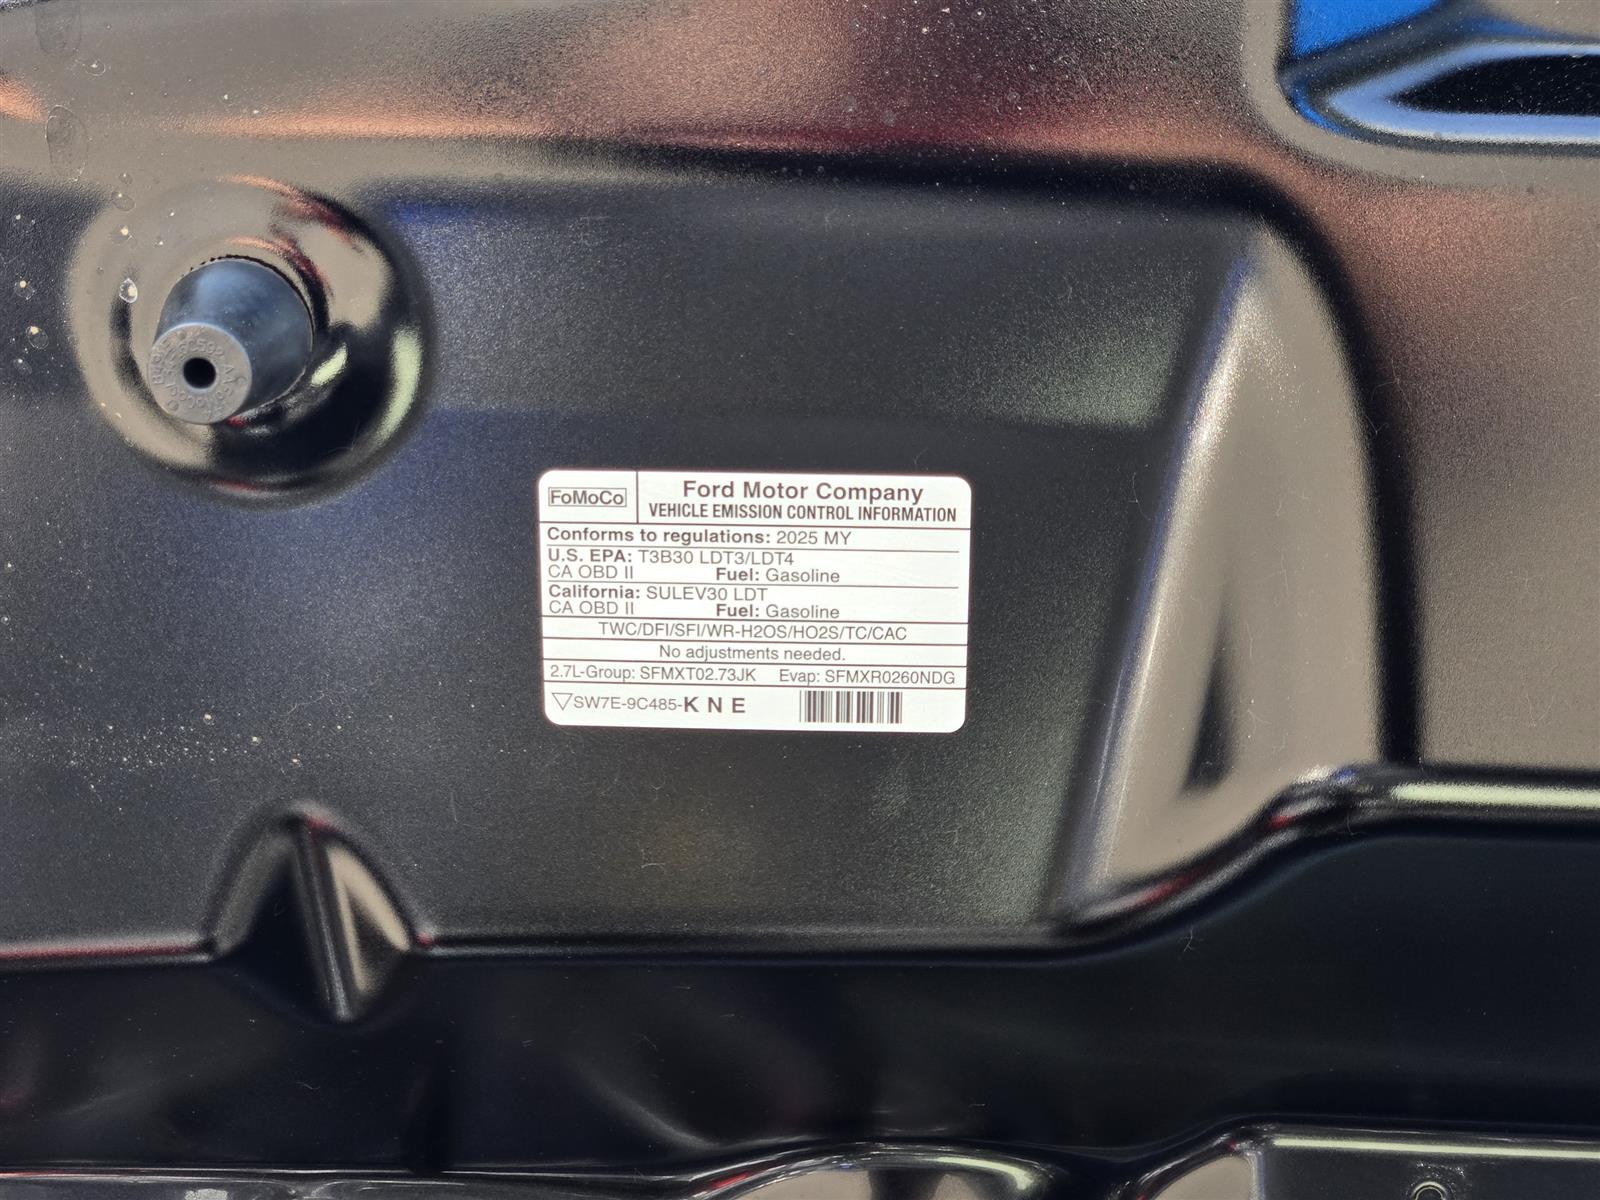 FoMoCo
Ford Motor Company
VEHICLE EMISSION CONTROL INFORMATION
Conforms to regulations: 2025 MY
U.S. EPA: T3B30 LDT3/LDT4
CA OBD II Fuel: Gasoline
California: SULEV30 LDT
CA OBD II Fuel: Gasoline
TWC/DFI/SFI/WR-H2OS/HO2S/TC/CAC
No adjustments needed.
2.7L-Group: SFMXT02.73JK Evap: SFMXR0260NDG
SW7E-9C485-K N E